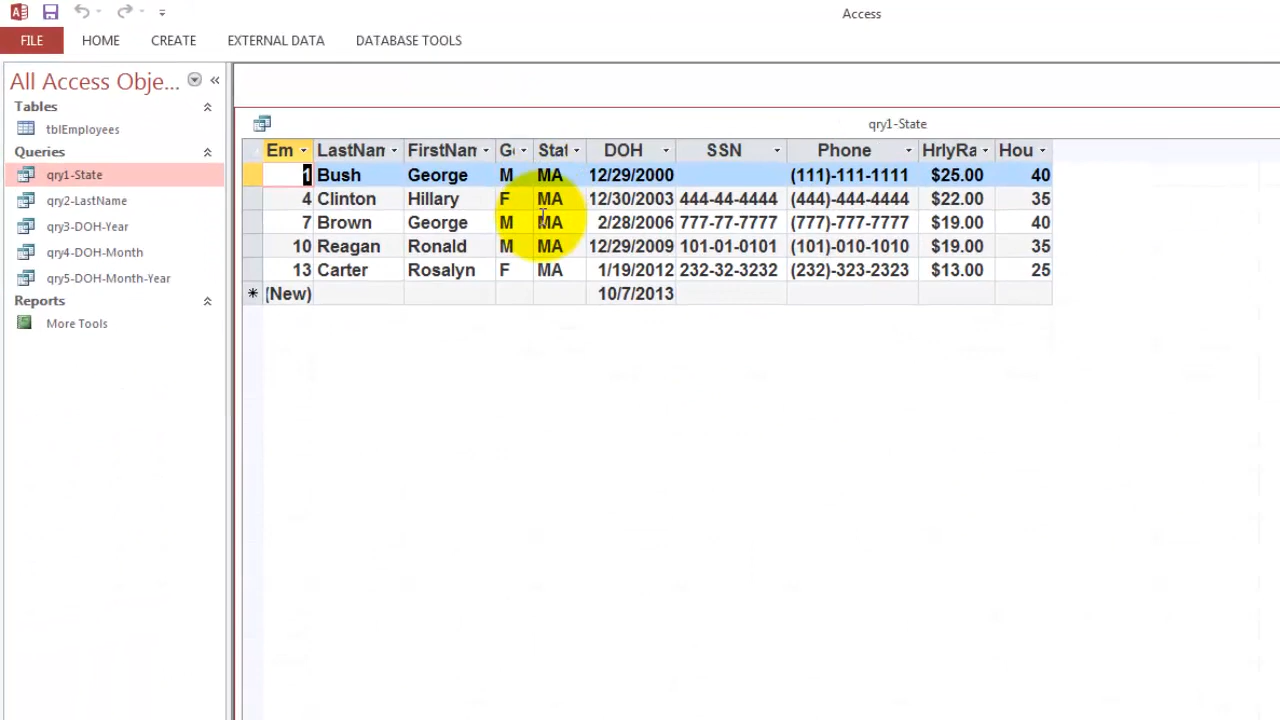 Access
FILE HOME CREATE EXTERNAL DATA DATABASE TOOLS
All Access Obje...
Tables
tblEmployees
Queries
qry1-State
qry2-LastName
qry3-DOH-Year
qry4-DOH-Month
qry5-DOH-Month-Year
Reports
More Tools
qry1-State
Em LastNam FirstNam Ge Stat DOH SSN Phone HrlyRa Hou
1 Bush George M MA 12/29/2000 (111)-111-1111 $25.00 40
4 Clinton Hillary F MA 12/30/2003 444-44-4444 (444)-444-4444 $22.00 35
7 Brown George M MA 2/28/2006 777-77-7777 (777)-777-7777 $19.00 40
10 Reagan Ronald M MA 12/29/2009 101-01-0101 (101)-010-1010 $19.00 35
13 Carter Rosalyn F MA 1/19/2012 232-32-3232 (232)-323-2323 $13.00 25
* (New) 10/7/2013